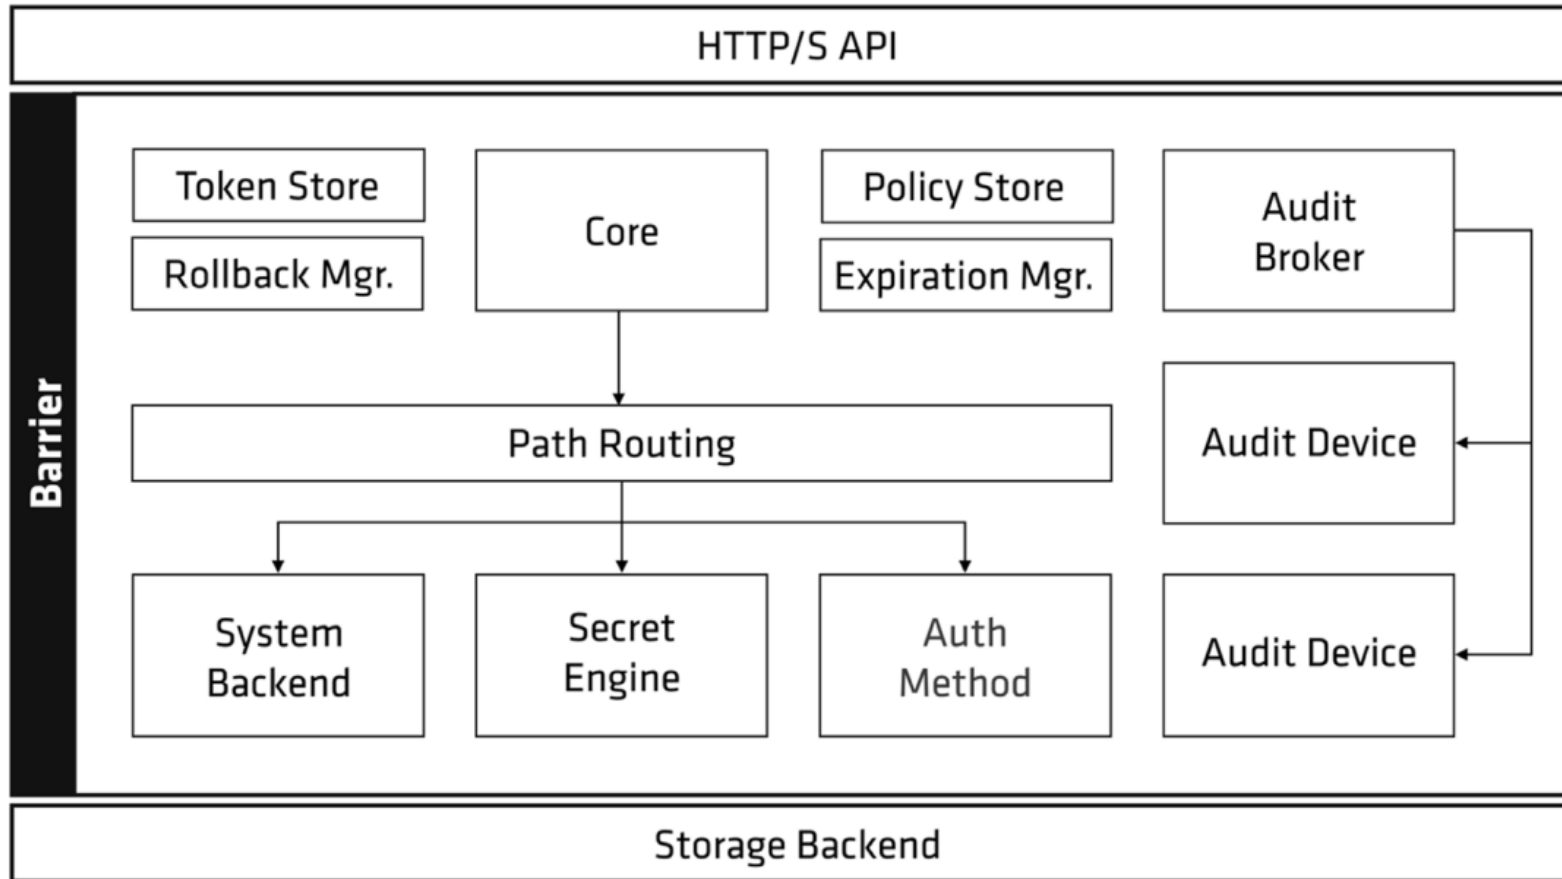 HTTP/S API
Barrier
Token Store
Rollback Mgr.
Core
Policy Store
Expiration Mgr.
Audit
Broker
Path Routing
Audit Device
System
Backend
Secret
Engine
Auth
Method
Audit Device
Storage Backend